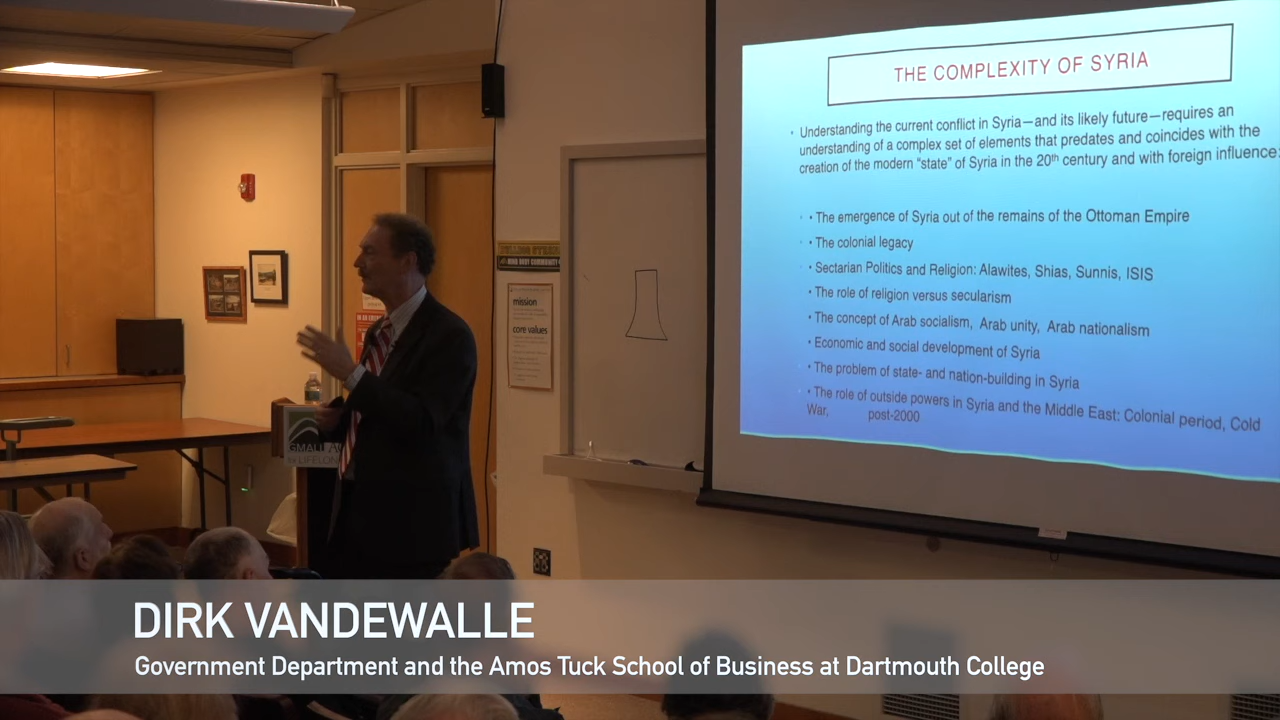 THE COMPLEXITY OF SYRIA
• Understanding the current conflict in Syria—and its likely future—requires an
understanding of a complex set of elements that predates and coincides with the
creation of the modern “state” of Syria in the 20th century and with foreign influence:
• The emergence of Syria out of the remains of the Ottoman Empire
• The colonial legacy
• Sectarian Politics and Religion: Alawites, Shias, Sunnis, ISIS
• The role of religion versus secularism
• The concept of Arab socialism, Arab unity, Arab nationalism
• Economic and social development of Syria
• The problem of state- and nation-building in Syria
• The role of outside powers in Syria and the Middle East: Colonial period, Cold
War, post-2000
mission
core values
DIRK VANDEWALLE
Government Department and the Amos Tuck School of Business at Dartmouth College